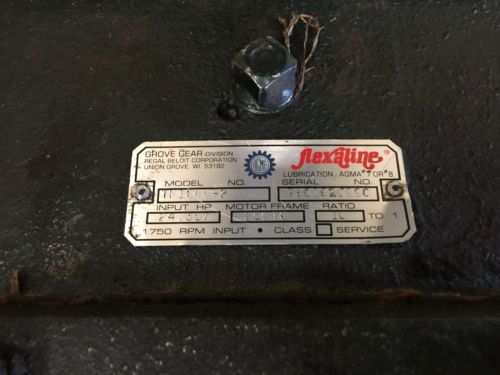 GROVE GEAR DIVISION
REGAL BELOIT CORPORATION
UNION GROVE, WI. 53182
flexaline ®
LUBRICATION - AGMA #7 OR #8
MODEL NO. SERIAL NO.
INPUT HP MOTOR FRAME RATIO
TO 1
1750 RPM INPUT • CLASS SERVICE